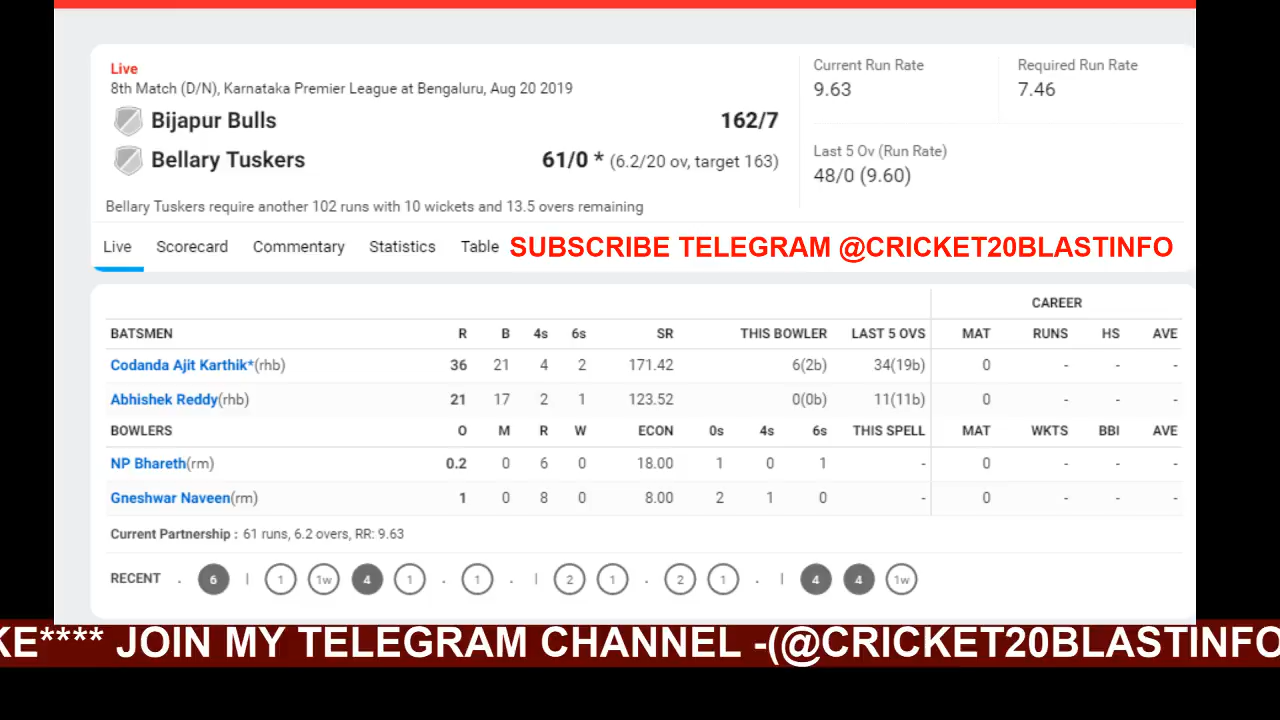 Live
8th Match (D/N), Karnataka Premier League at Bengaluru, Aug 20 2019
Bijapur Bulls 162/7
Bellary Tuskers 61/0 * (6.2/20 ov, target 163)
Bellary Tuskers require another 102 runs with 10 wickets and 13.5 overs remaining
Current Run Rate Required Run Rate
9.63 7.46
Last 5 Ov (Run Rate)
48/0 (9.60)
Live Scorecard Commentary Statistics Table SUBSCRIBE TELEGRAM @CRICKET20BLASTINFO
CAREER
BATSMEN R B 4s 6s SR THIS BOWLER LAST 5 OVS MAT RUNS HS AVE
Codanda Ajit Karthik*(rhb) 36 21 4 2 171.42 6(2b) 34(19b) 0 - - -
Abhishek Reddy(rhb) 21 17 2 1 123.52 0(0b) 11(11b) 0 - - -
BOWLERS O M R W ECON 0s 4s 6s THIS SPELL MAT WKTS BBI AVE
NP Bhareth(rm) 0.2 0 6 0 18.00 1 0 1 - 0 - - -
Gneshwar Naveen(rm) 1 0 8 0 8.00 2 1 0 - 0 - - -
Current Partnership : 61 runs, 6.2 overs, RR: 9.63
RECENT . 6 | 1 1w 4 1 . 1 . | 2 1 . 2 1 . | 4 4 1w
KE**** JOIN MY TELEGRAM CHANNEL -(@CRICKET20BLASTINFO